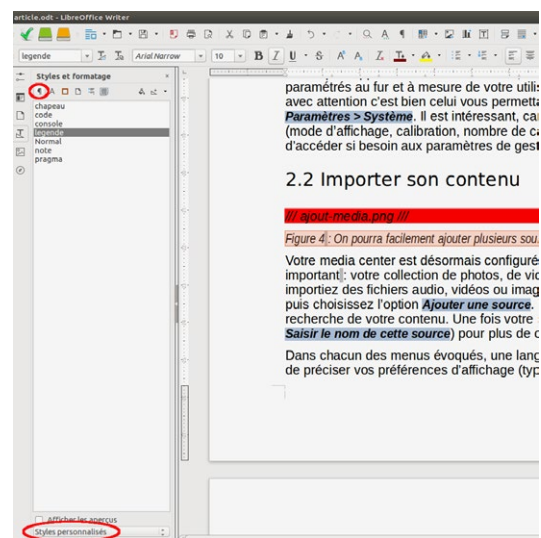 article.odt - LibreOffice Writer
legende
Arial Narrow
10
Styles et formatage
chapeau
code
console
legende
Normal
note
pragma
Afficher les aperçus
Styles personnalisés
paramétrés au fur et à mesure de votre utilis
avec attention c'est bien celui vous permetta
Paramètres > Système. Il est intéressant, ca
(mode d'affichage, calibration, nombre de c
d'accéder si besoin aux paramètres de gest
2.2 Importer son contenu
/// ajout-media.png ///
Figure 4 : On pourra facilement ajouter plusieurs sou
Votre media center est désormais configuré
important : votre collection de photos, de vid
importiez des fichiers audio, vidéos ou imag
puis choisissez l'option Ajouter une source.
recherche de votre contenu. Une fois votre
Saisir le nom de cette source) pour plus de c
Dans chacun des menus évoqués, une lang
de préciser vos préférences d'affichage (typ